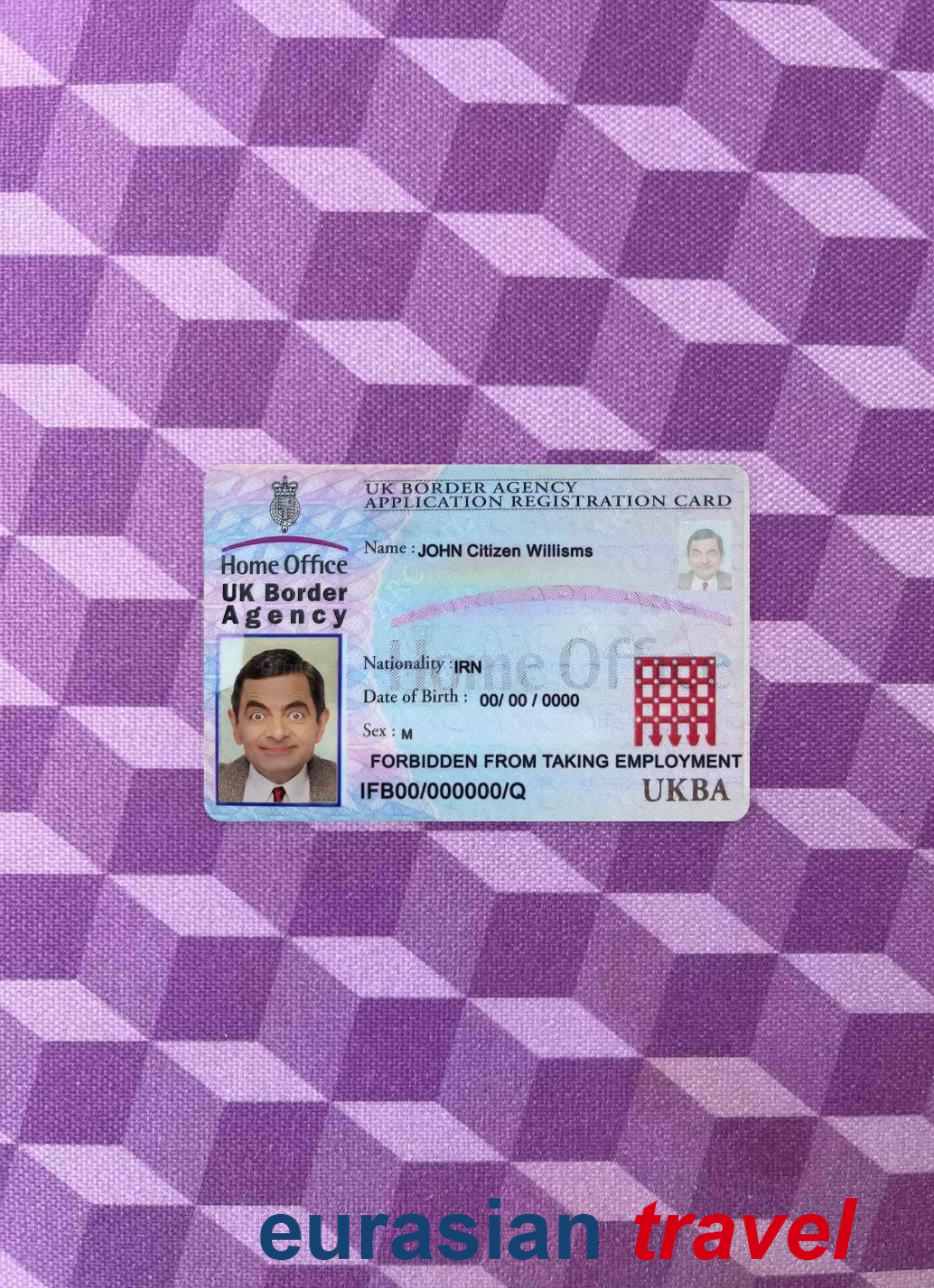 UK BORDER AGENCY
APPLICATION REGISTRATION CARD
Home Office
UK Border
Agency
Name : JOHN Citizen Willisms
Home Office
Nationality : IRN
Date of Birth : 00/ 00 / 0000
Sex : M
FORBIDDEN FROM TAKING EMPLOYMENT
IFB00/000000/Q
UKBA
eurasian travel